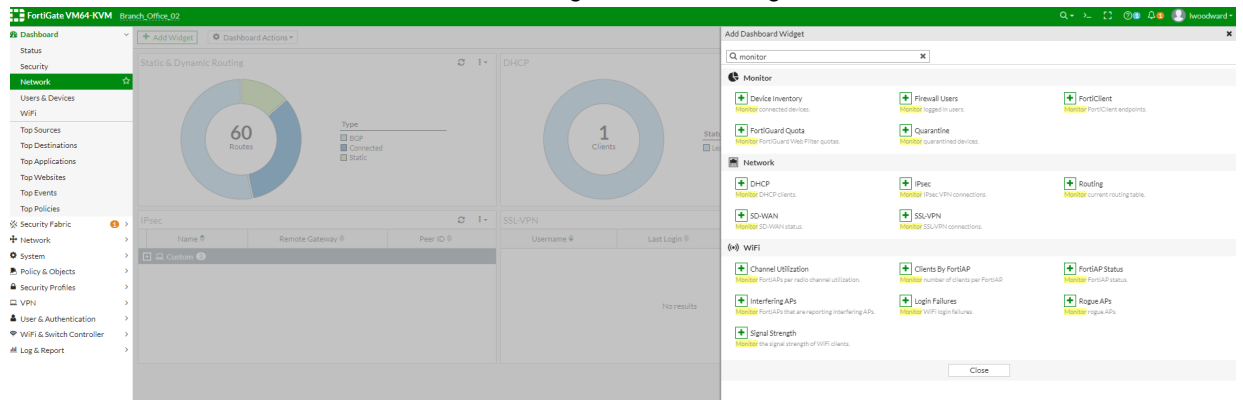 FortiGate VM64-KVM Branch_Office_02
lwoodward
Dashboard
Status
Security
Network
Users & Devices
WiFi
Top Sources
Top Destinations
Top Applications
Top Websites
Top Events
Top Policies
Security Fabric 1
Network
System
Policy & Objects
Security Profiles
VPN
User & Authentication
WiFi & Switch Controller
Log & Report
Add Widget Dashboard Actions
Static & Dynamic Routing
60
Routes
Type
BGP
Connected
Static
DHCP
1
Clients
IPsec
Name Remote Gateway Peer ID
Custom
SSL-VPN
Username Last Login
No results
Add Dashboard Widget
monitor
Monitor
Device Inventory Firewall Users FortiClient
Monitor connected devices. Monitor logged in users. Monitor FortiClient endpoints.
FortiGuard Quota Quarantine
Monitor FortiGuard Web Filter quotas. Monitor quarantined devices.
Network
DHCP IPsec Routing
Monitor DHCP clients. Monitor IPsec VPN connections. Monitor current routing table.
SD-WAN SSL-VPN
Monitor SD-WAN status. Monitor SSL-VPN connections.
WiFi
Channel Utilization Clients By FortiAP FortiAP Status
Monitor FortiAPs per radio channel utilization. Monitor number of clients per FortiAP. Monitor FortiAP status.
Interfering APs Login Failures Rogue APs
Monitor FortiAPs that are reporting interfering APs. Monitor WiFi login failures. Monitor rogue APs.
Signal Strength
Monitor the signal strength of WiFi clients.
Close